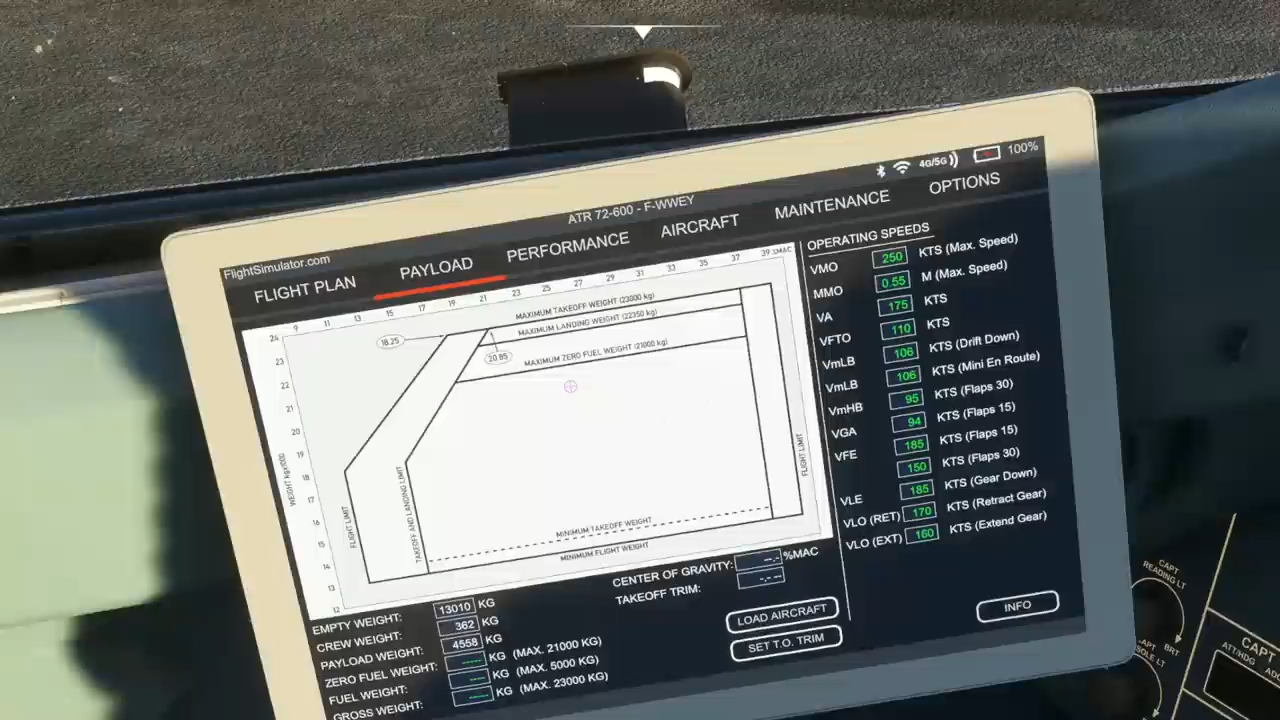 4G/5G
100%
ATR 72-600 - F-WWEY
FlightSimulator.com
FLIGHT PLAN
PAYLOAD
PERFORMANCE
AIRCRAFT
MAINTENANCE
OPTIONS
9 11 13 15 17 19 21 23 25 27 29 31 33 35 37 39 %MAC
24
23
22
21
20
19
18
17
16
15
14
13
12
WEIGHT KGx1000
18.25
20.85
MAXIMUM TAKEOFF WEIGHT (23000 kg)
MAXIMUM LANDING WEIGHT (22350 kg)
MAXIMUM ZERO FUEL WEIGHT (21000 kg)
FLIGHT LIMIT
TAKEOFF AND LANDING LIMIT
FLIGHT LIMIT
MINIMUM TAKEOFF WEIGHT
MINIMUM FLIGHT WEIGHT
EMPTY WEIGHT: 13010 KG
CREW WEIGHT: 362 KG
PAYLOAD WEIGHT: 4558 KG
ZERO FUEL WEIGHT: -----  KG (MAX. 21000 KG)
FUEL WEIGHT: ---- KG (MAX. 5000 KG)
GROSS WEIGHT: ----- KG (MAX. 23000 KG)
CENTER OF GRAVITY: --.- %MAC
TAKEOFF TRIM: -.- --
LOAD AIRCRAFT
SET T.O. TRIM
OPERATING SPEEDS
VMO 250 KTS (Max. Speed)
MMO 0.55 M (Max. Speed)
VA 175 KTS
VFTO 110 KTS
VmLB 106 KTS (Drift Down)
VmLB 106 KTS (Mini En Route)
VmHB 95 KTS (Flaps 30)
VGA 94 KTS (Flaps 15)
VFE 185 KTS (Flaps 15)
150 KTS (Flaps 30)
VLE 185 KTS (Gear Down)
VLO (RET) 170 KTS (Retract Gear)
VLO (EXT) 160 KTS (Extend Gear)
INFO
CAPT
READING LT
BRT
CAPT
ATT/HDG